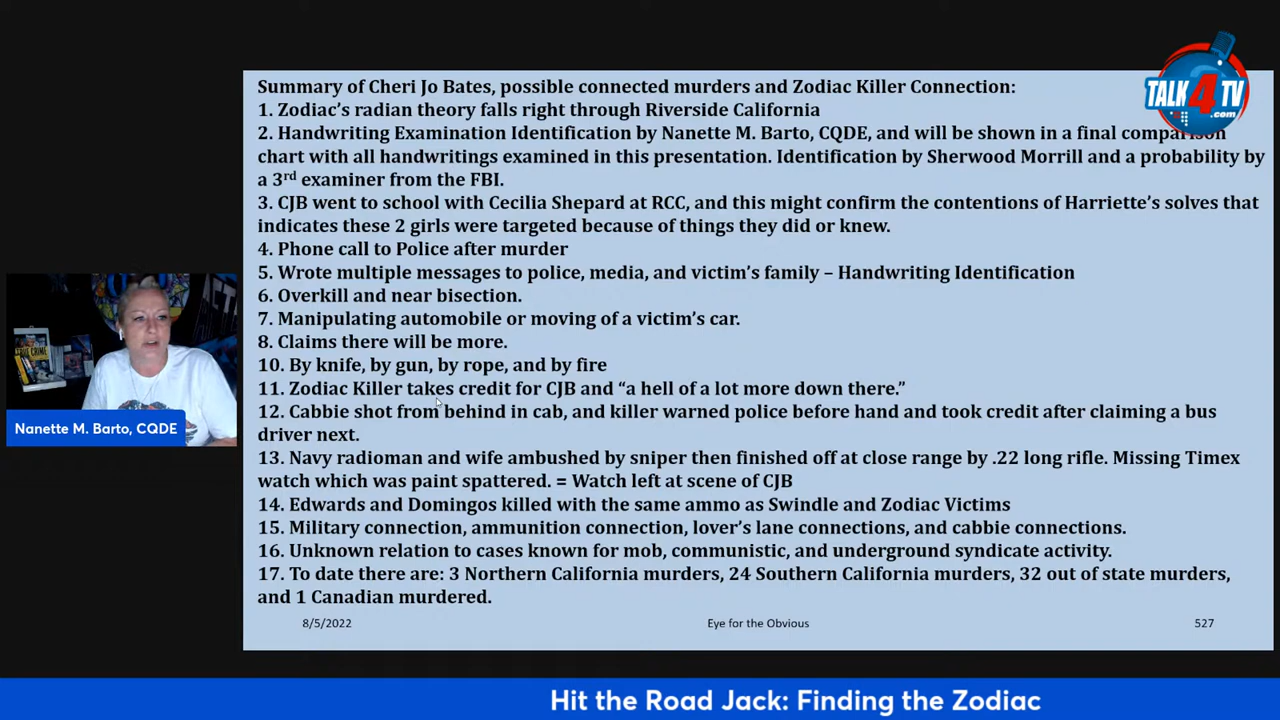 TALK 4 TV
.com
Summary of Cheri Jo Bates, possible connected murders and Zodiac Killer Connection:
1. Zodiac's radian theory falls right through Riverside California
2. Handwriting Examination Identification by Nanette M. Barto, CQDE, and will be shown in a final comparison
chart with all handwritings examined in this presentation. Identification by Sherwood Morrill and a probability by
a 3rd examiner from the FBI.
3. CJB went to school with Cecilia Shepard at RCC, and this might confirm the contentions of Harriette's solves that
indicates these 2 girls were targeted because of things they did or knew.
4. Phone call to Police after murder
5. Wrote multiple messages to police, media, and victim's family – Handwriting Identification
6. Overkill and near bisection.
7. Manipulating automobile or moving of a victim's car.
8. Claims there will be more.
10. By knife, by gun, by rope, and by fire
11. Zodiac Killer takes credit for CJB and “a hell of a lot more down there.”
12. Cabbie shot from behind in cab, and killer warned police before hand and took credit after claiming a bus
driver next.
13. Navy radioman and wife ambushed by sniper then finished off at close range by .22 long rifle. Missing Timex
watch which was paint spattered. = Watch left at scene of CJB
14. Edwards and Domingos killed with the same ammo as Swindle and Zodiac Victims
15. Military connection, ammunition connection, lover's lane connections, and cabbie connections.
16. Unknown relation to cases known for mob, communistic, and underground syndicate activity.
17. To date there are: 3 Northern California murders, 24 Southern California murders, 32 out of state murders,
and 1 Canadian murdered.
8/5/2022 Eye for the Obvious 527
Nanette M. Barto, CQDE
Hit the Road Jack: Finding the Zodiac